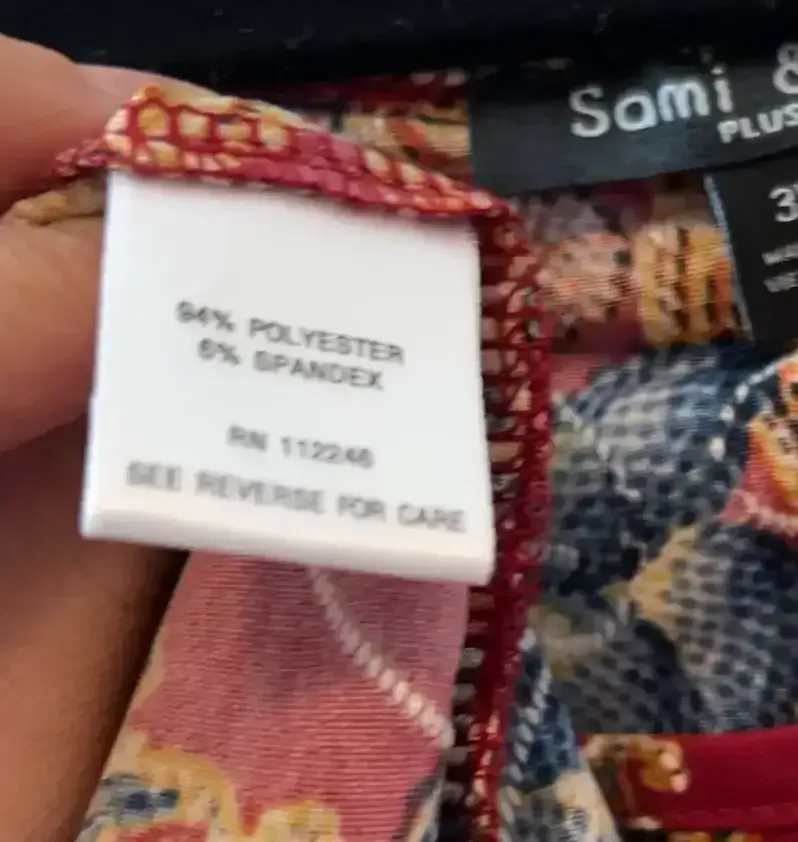 Sami &
PLUS
94% POLYESTER
6% SPANDEX
RN 112246
SEE REVERSE FOR CARE